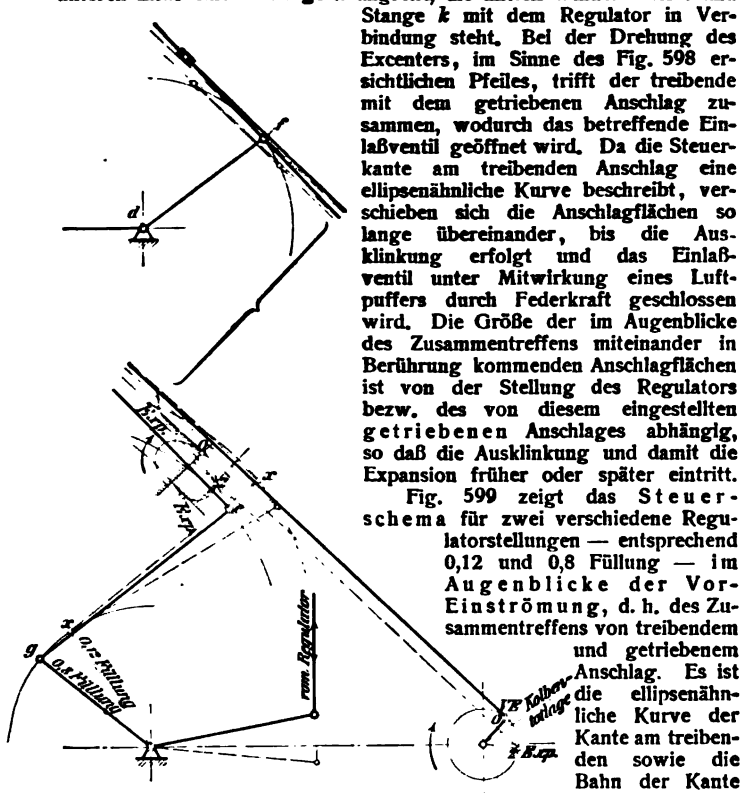 Stange k mit dem Regulator in Ver-
bindung steht. Bei der Drehung des
Excenters, im Sinne des Fig. 598 er-
sichtlichen Pfeiles, trifft der treibende
mit dem getriebenen Anschlag zu-
sammen, wodurch das betreffende Ein-
laßventil geöffnet wird. Da die Steuer-
kante am treibenden Anschlag eine
ellipsenähnliche Kurve beschreibt, ver-
schieben sich die Anschlagflächen so
lange übereinander, bis die Aus-
klinkung erfolgt und das Einlaß-
ventil unter Mitwirkung eines Luft-
puffers durch Federkraft geschlossen
wird. Die Größe der im Augenblicke
des Zusammentreffens miteinander in
Berührung kommenden Anschlagflächen
ist von der Stellung des Regulators
bezw. des von diesem eingestellten
getriebenen Anschlages abhängig,
so daß die Ausklinkung und damit die
Expansion früher oder später eintritt.
Fig. 599 zeigt das Steuer-
schema für zwei verschiedene Regu-
latorstellungen — entsprechend
0,12 und 0,8 Füllung — im
Augenblicke der Vor-
Einströmung, d. h. des Zu-
sammentreffens von treibendem
und getriebenem
Anschlag. Es ist
die ellipsenähn-
liche Kurve der
Kante am treiben-
den sowie die
Bahn der Kante
f
d
E.xp.
E.xp.
x
x
g
0,12 Füllung
0,8 Füllung
vom Regulator
Kolben-
totlage
E.xp.